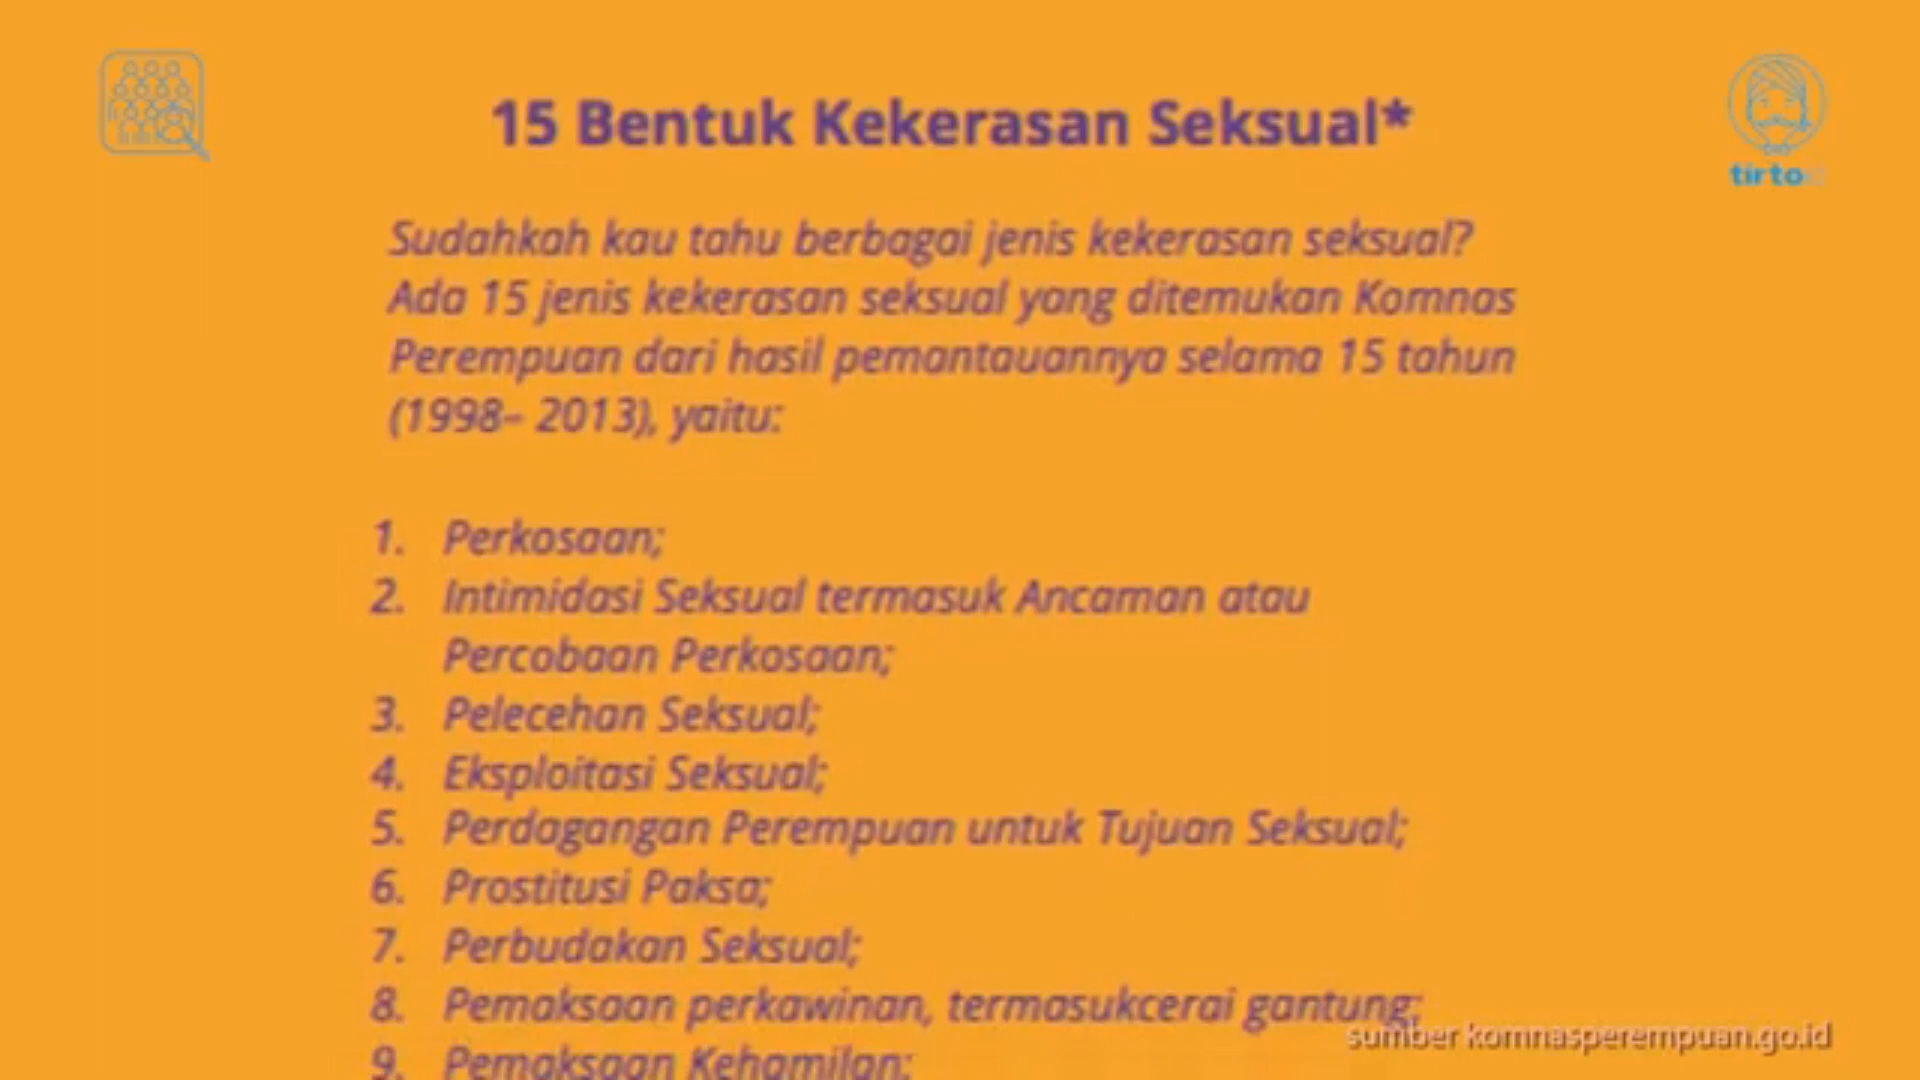 15 Bentuk Kekerasan Seksual*
tirto.id
Sudahkah kau tahu berbagai jenis kekerasan seksual?
Ada 15 jenis kekerasan seksual yang ditemukan Komnas
Perempuan dari hasil pemantauannya selama 15 tahun
(1998– 2013), yaitu:
1. Perkosaan;
2. Intimidasi Seksual termasuk Ancaman atau
Percobaan Perkosaan;
3. Pelecehan Seksual;
4. Eksploitasi Seksual;
5. Perdagangan Perempuan untuk Tujuan Seksual;
6. Prostitusi Paksa;
7. Perbudakan Seksual;
8. Pemaksaan perkawinan, termasukcerai gantung;
9. Pemaksaan Kehamilan;
sumber komnasperempuan.go.id